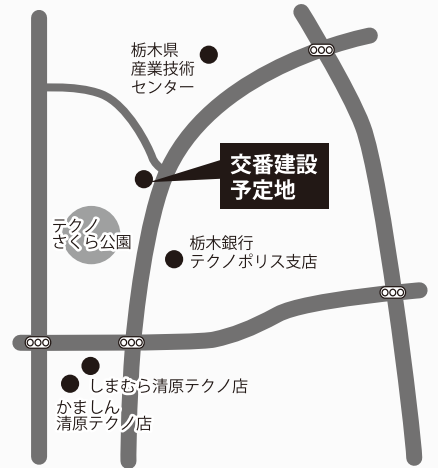 栃木県
産業技術
センター
交番建設
予定地
テクノ
さくら公園
栃木銀行
テクノポリス支店
しまむら清原テクノ店
かましん
清原テクノ店